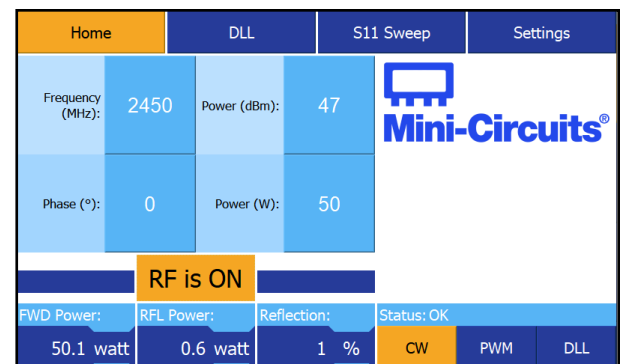 Home DLL S11 Sweep Settings
Frequency (MHz): 2450 Power (dBm): 47
Mini-Circuits®
Phase (°): 0 Power (W): 50
RF is ON
FWD Power: RFL Power: Reflection: Status: OK
50.1 watt 0.6 watt 1 % CW PWM DLL